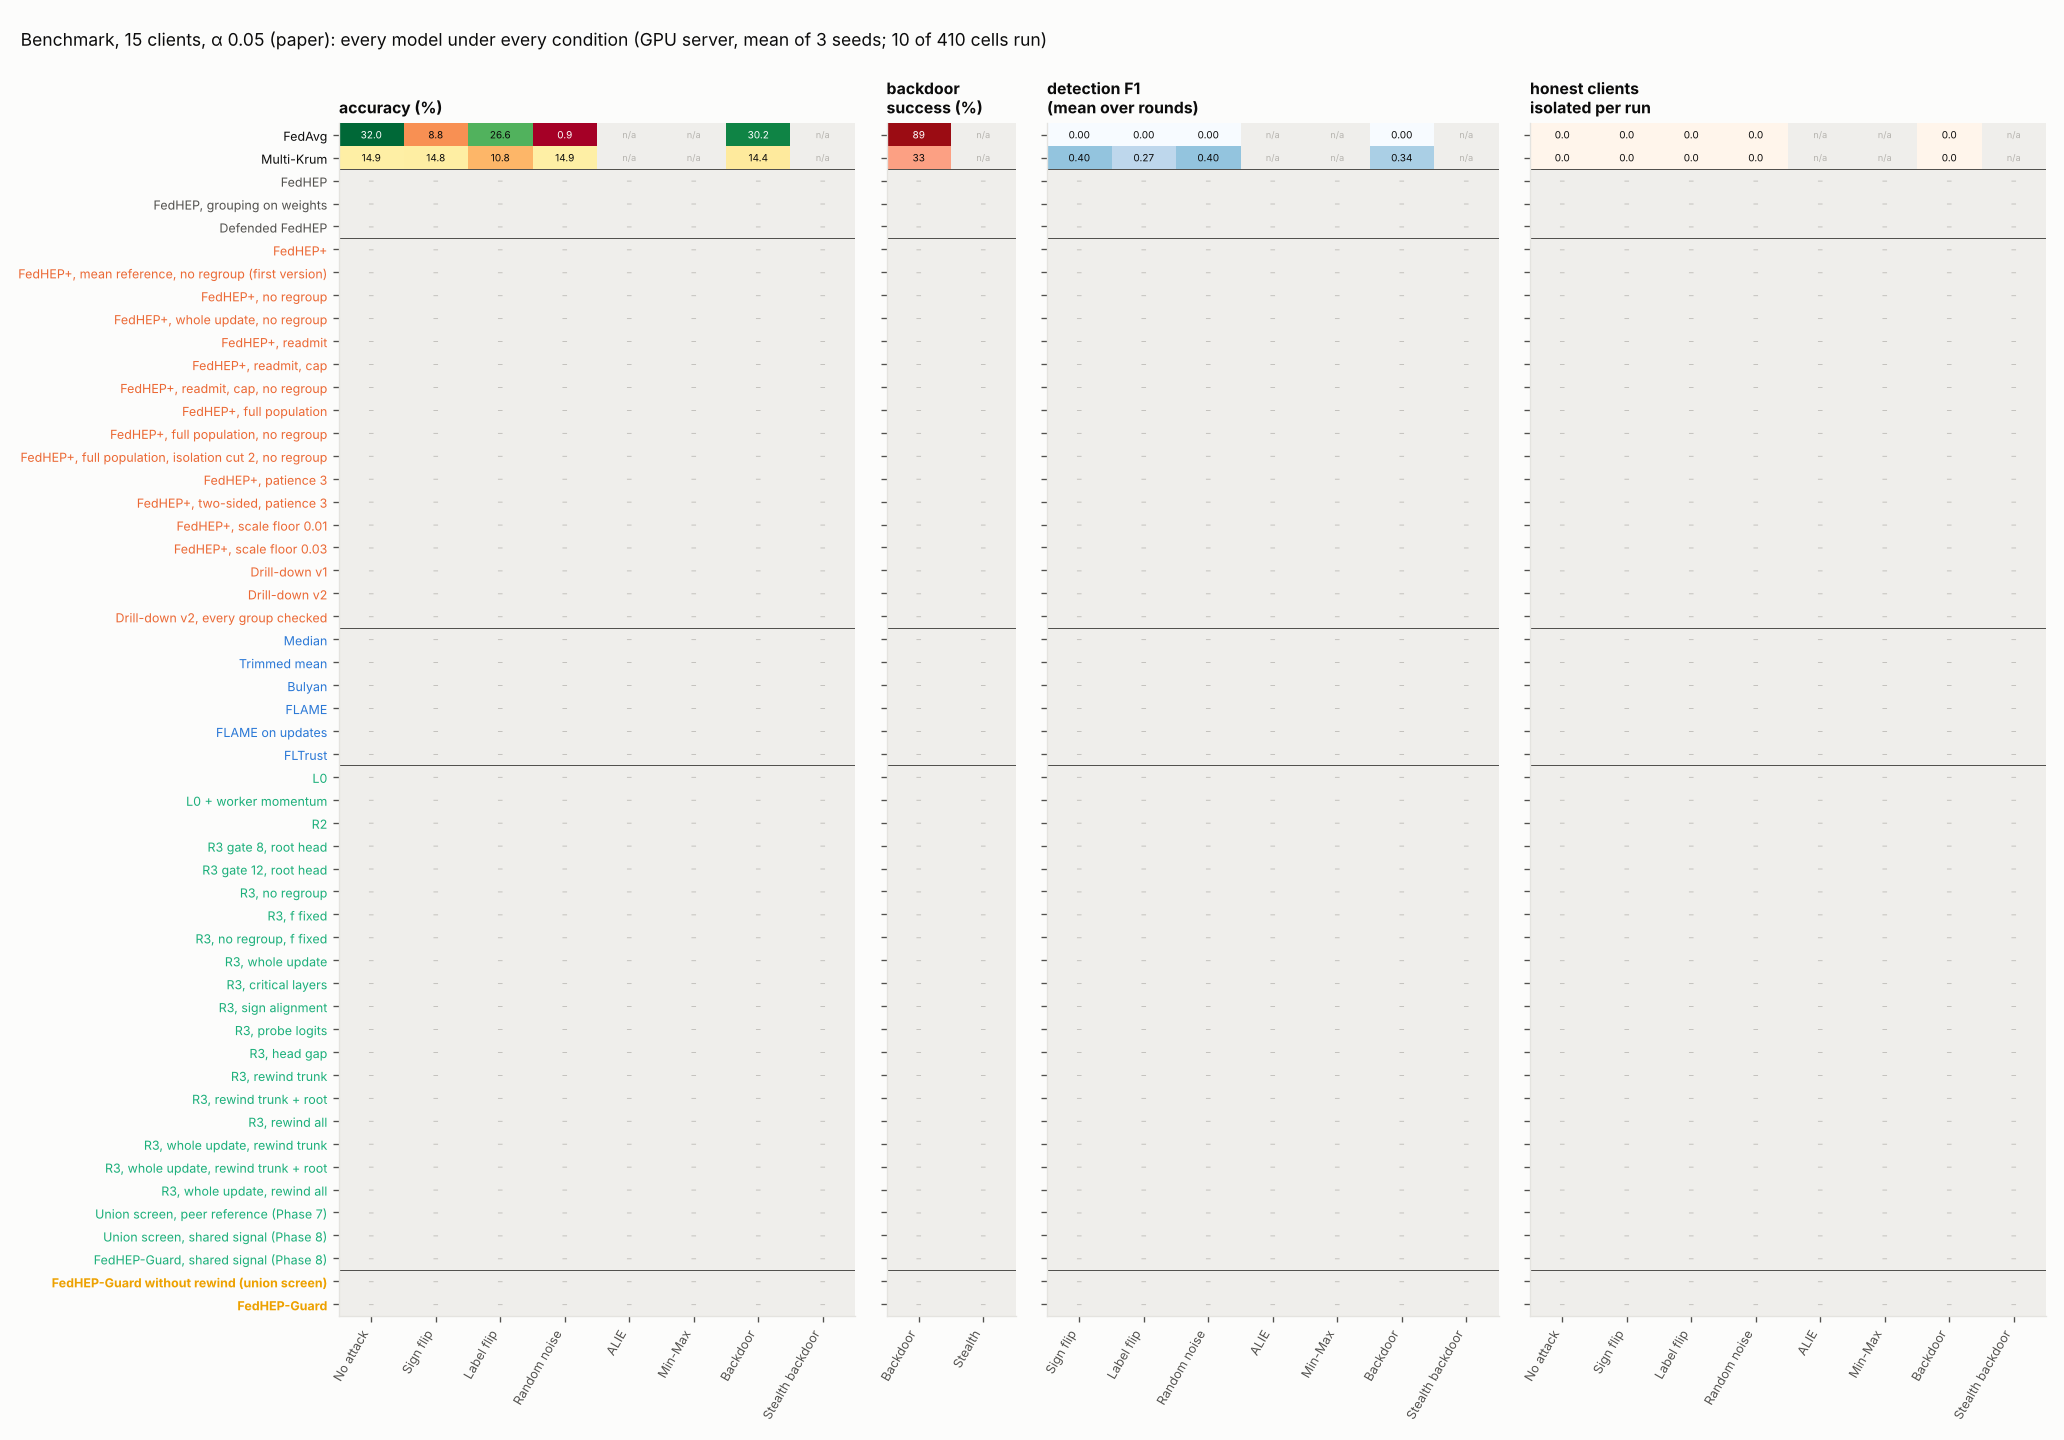 Benchmark, 15 clients, α 0.05 (paper): every model under every condition (GPU server, mean of 3 seeds; 10 of 410 cells run)
accuracy (%)
backdoor
success (%)
detection F1
(mean over rounds)
honest clients
isolated per run
FedAvg 32.0 8.8 26.6 0.9 n/a n/a 30.2 n/a 89 n/a 0.00 0.00 0.00 n/a n/a 0.00 n/a 0.0 0.0 0.0 0.0 n/a n/a 0.0 n/a
Multi-Krum 14.9 14.8 10.8 14.9 n/a n/a 14.4 n/a 33 n/a 0.40 0.27 0.40 n/a n/a 0.34 n/a 0.0 0.0 0.0 0.0 n/a n/a 0.0 n/a
FedHEP – – – – – – – – – – – – – – – – – – – – – – – – –
FedHEP, grouping on weights – – – – – – – – – – – – – – – – – – – – – – – – –
Defended FedHEP – – – – – – – – – – – – – – – – – – – – – – – – –
FedHEP+ – – – – – – – – – – – – – – – – – – – – – – – – –
FedHEP+, mean reference, no regroup (first version) – – – – – – – – – – – – – – – – – – – – – – – – –
FedHEP+, no regroup – – – – – – – – – – – – – – – – – – – – – – – – –
FedHEP+, whole update, no regroup – – – – – – – – – – – – – – – – – – – – – – – – –
FedHEP+, readmit – – – – – – – – – – – – – – – – – – – – – – – – –
FedHEP+, readmit, cap – – – – – – – – – – – – – – – – – – – – – – – – –
FedHEP+, readmit, cap, no regroup – – – – – – – – – – – – – – – – – – – – – – – – –
FedHEP+, full population – – – – – – – – – – – – – – – – – – – – – – – – –
FedHEP+, full population, no regroup – – – – – – – – – – – – – – – – – – – – – – – – –
FedHEP+, full population, isolation cut 2, no regroup – – – – – – – – – – – – – – – – – – – – – – – – –
FedHEP+, patience 3 – – – – – – – – – – – – – – – – – – – – – – – – –
FedHEP+, two-sided, patience 3 – – – – – – – – – – – – – – – – – – – – – – – – –
FedHEP+, scale floor 0.01 – – – – – – – – – – – – – – – – – – – – – – – – –
FedHEP+, scale floor 0.03 – – – – – – – – – – – – – – – – – – – – – – – – –
Drill-down v1 – – – – – – – – – – – – – – – – – – – – – – – – –
Drill-down v2 – – – – – – – – – – – – – – – – – – – – – – – – –
Drill-down v2, every group checked – – – – – – – – – – – – – – – – – – – – – – – – –
Median – – – – – – – – – – – – – – – – – – – – – – – – –
Trimmed mean – – – – – – – – – – – – – – – – – – – – – – – – –
Bulyan – – – – – – – – – – – – – – – – – – – – – – – – –
FLAME – – – – – – – – – – – – – – – – – – – – – – – – –
FLAME on updates – – – – – – – – – – – – – – – – – – – – – – – – –
FLTrust – – – – – – – – – – – – – – – – – – – – – – – – –
L0 – – – – – – – – – – – – – – – – – – – – – – – – –
L0 + worker momentum – – – – – – – – – – – – – – – – – – – – – – – – –
R2 – – – – – – – – – – – – – – – – – – – – – – – – –
R3 gate 8, root head – – – – – – – – – – – – – – – – – – – – – – – – –
R3 gate 12, root head – – – – – – – – – – – – – – – – – – – – – – – – –
R3, no regroup – – – – – – – – – – – – – – – – – – – – – – – – –
R3, f fixed – – – – – – – – – – – – – – – – – – – – – – – – –
R3, no regroup, f fixed – – – – – – – – – – – – – – – – – – – – – – – – –
R3, whole update – – – – – – – – – – – – – – – – – – – – – – – – –
R3, critical layers – – – – – – – – – – – – – – – – – – – – – – – – –
R3, sign alignment – – – – – – – – – – – – – – – – – – – – – – – – –
R3, probe logits – – – – – – – – – – – – – – – – – – – – – – – – –
R3, head gap – – – – – – – – – – – – – – – – – – – – – – – – –
R3, rewind trunk – – – – – – – – – – – – – – – – – – – – – – – – –
R3, rewind trunk + root – – – – – – – – – – – – – – – – – – – – – – – – –
R3, rewind all – – – – – – – – – – – – – – – – – – – – – – – – –
R3, whole update, rewind trunk – – – – – – – – – – – – – – – – – – – – – – – – –
R3, whole update, rewind trunk + root – – – – – – – – – – – – – – – – – – – – – – – – –
R3, whole update, rewind all – – – – – – – – – – – – – – – – – – – – – – – – –
Union screen, peer reference (Phase 7) – – – – – – – – – – – – – – – – – – – – – – – – –
Union screen, shared signal (Phase 8) – – – – – – – – – – – – – – – – – – – – – – – – –
FedHEP-Guard, shared signal (Phase 8) – – – – – – – – – – – – – – – – – – – – – – – – –
FedHEP-Guard without rewind (union screen) – – – – – – – – – – – – – – – – – – – – – – – – –
FedHEP-Guard – – – – – – – – – – – – – – – – – – – – – – – – –
No attack Sign flip Label flip Random noise ALIE Min-Max Backdoor Stealth backdoor Backdoor Stealth Sign flip Label flip Random noise ALIE Min-Max Backdoor Stealth backdoor No attack Sign flip Label flip Random noise ALIE Min-Max Backdoor Stealth backdoor